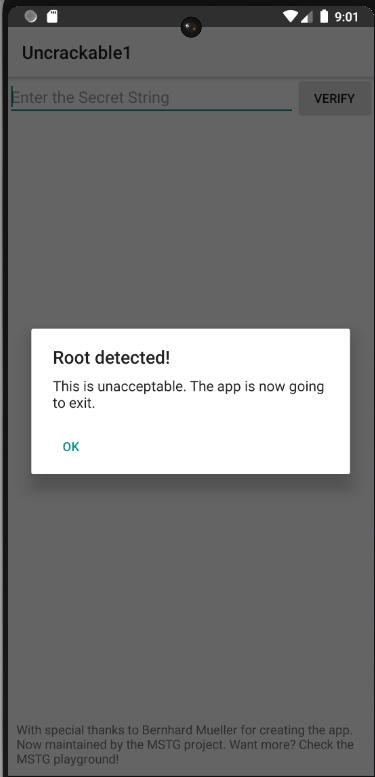 9:01
Uncrackable1
Enter the Secret String
VERIFY
Root detected!
This is unacceptable. The app is now going
to exit.
OK
With special thanks to Bernhard Mueller for creating the app.
Now maintained by the MSTG project. Want more? Check the
MSTG playground!